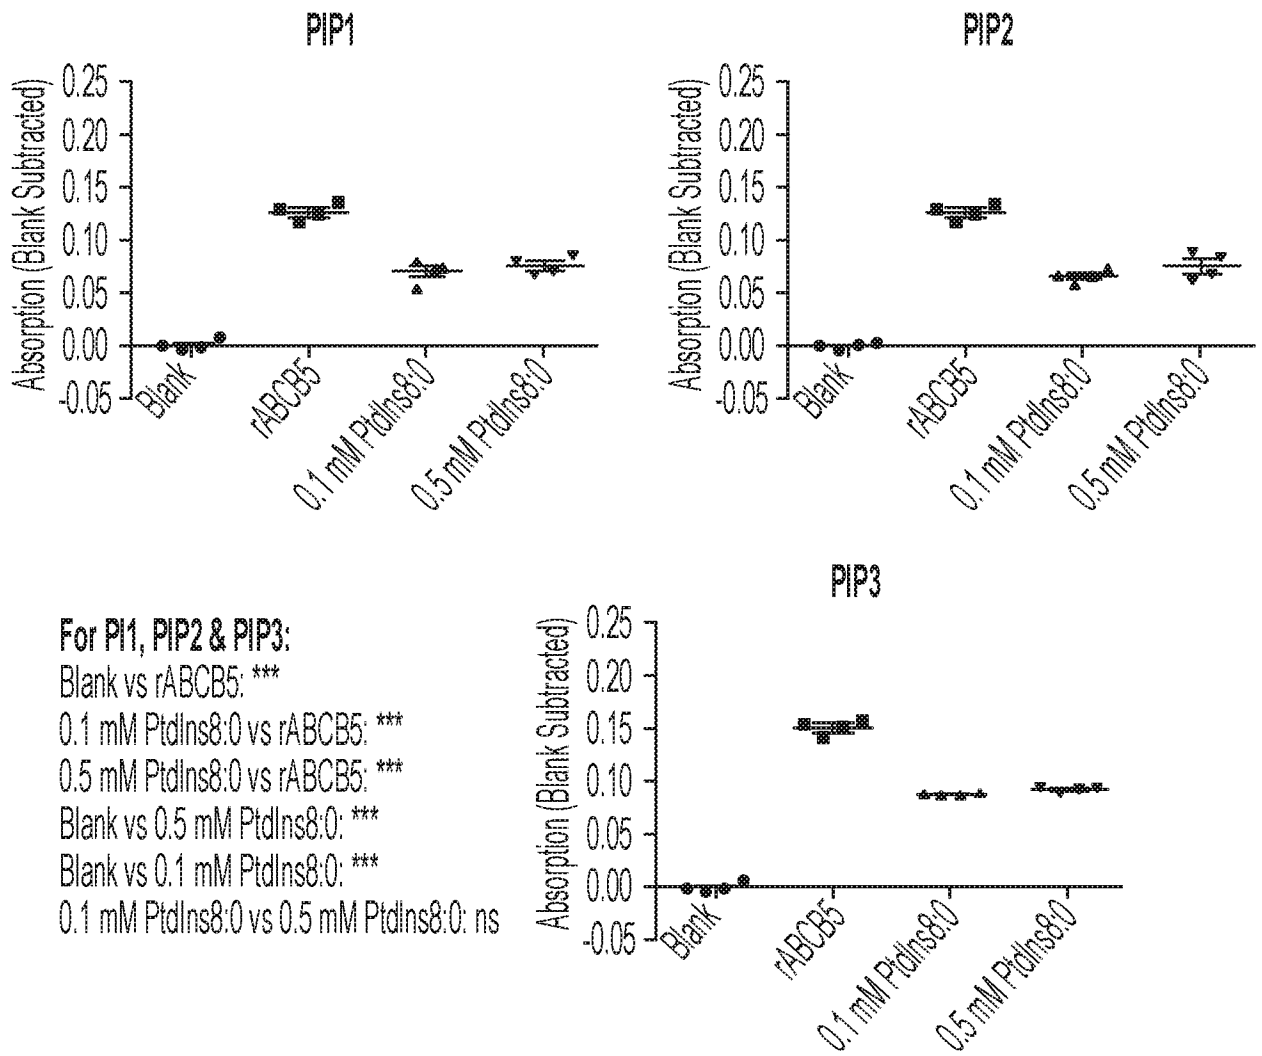 PIP1
Absorption (Blank Subtracted)
0.25
0.20
0.15
0.10
0.05
0.00
-0.05
Blank
rABCB5
0.1 mM PtdIns8:0
0.5 mM PtdIns8:0
PIP2
Absorption (Blank Subtracted)
0.25
0.20
0.15
0.10
0.05
0.00
-0.05
Blank
rABCB5
0.1 mM PtdIns8:0
0.5 mM PtdIns8:0
For PI1, PIP2 & PIP3:
Blank vs rABCB5: ***
0.1 mM PtdIns8:0 vs rABCB5: ***
0.5 mM PtdIns8:0 vs rABCB5: ***
Blank vs 0.5 mM PtdIns8:0: ***
Blank vs 0.1 mM PtdIns8:0: ***
0.1 mM PtdIns8:0 vs 0.5 mM PtdIns8:0: ns
PIP3
Absorption (Blank Subtracted)
0.25
0.20
0.15
0.10
0.05
0.00
-0.05
Blank
rABCB5
0.1 mM PtdIns8:0
0.5 mM PtdIns8:0